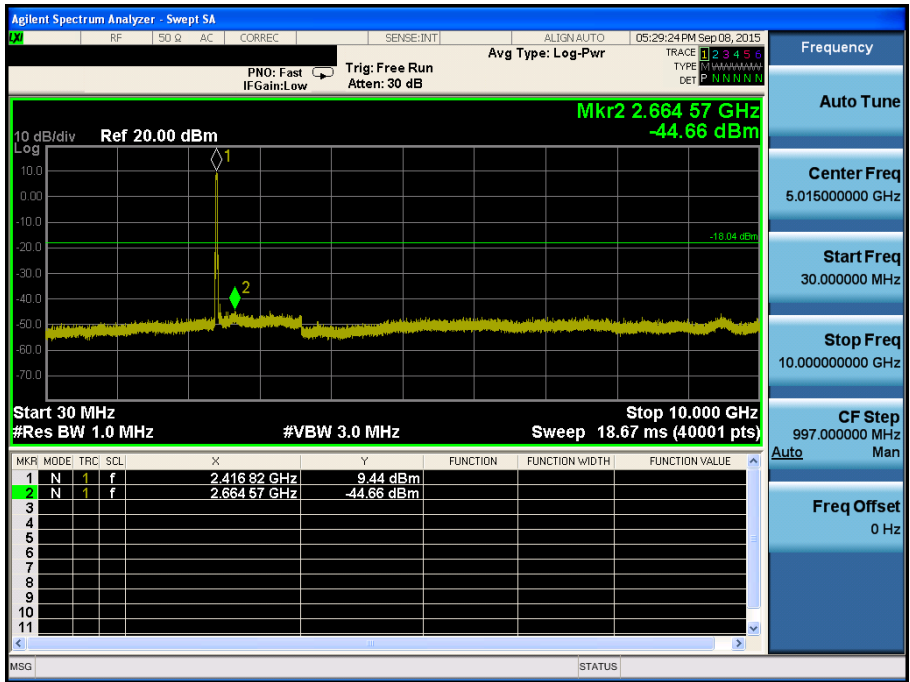 Agilent Spectrum Analyzer - Swept SA
LXI RF 50 Ω AC CORREC SENSE:INT ALIGN AUTO 05:29:24 PM Sep 08, 2015
Avg Type: Log-Pwr
TRACE 1 2 3 4 5 6
TYPE M W W W W W
DET P N N N N N
PNO: Fast
IFGain:Low
Trig: Free Run
Atten: 30 dB
Mkr2 2.664 57 GHz
-44.66 dBm
10 dB/div Ref 20.00 dBm
Log
1
10.0
0.00
-10.0
-18.04 dBm
-20.0
-30.0
2
-40.0
-50.0
-60.0
-70.0
Start 30 MHz Stop 10.000 GHz
#Res BW 1.0 MHz #VBW 3.0 MHz Sweep 18.67 ms (40001 pts)
MKR MODE TRC SCL X Y FUNCTION FUNCTION WIDTH FUNCTION VALUE
1 N 1 f 2.416 82 GHz 9.44 dBm
2 N 1 f 2.664 57 GHz -44.66 dBm
3
4
5
6
7
8
9
10
11
MSG STATUS
Frequency
Auto Tune
Center Freq
5.015000000 GHz
Start Freq
30.000000 MHz
Stop Freq
10.000000000 GHz
CF Step
997.000000 MHz
Auto Man
Freq Offset
0 Hz